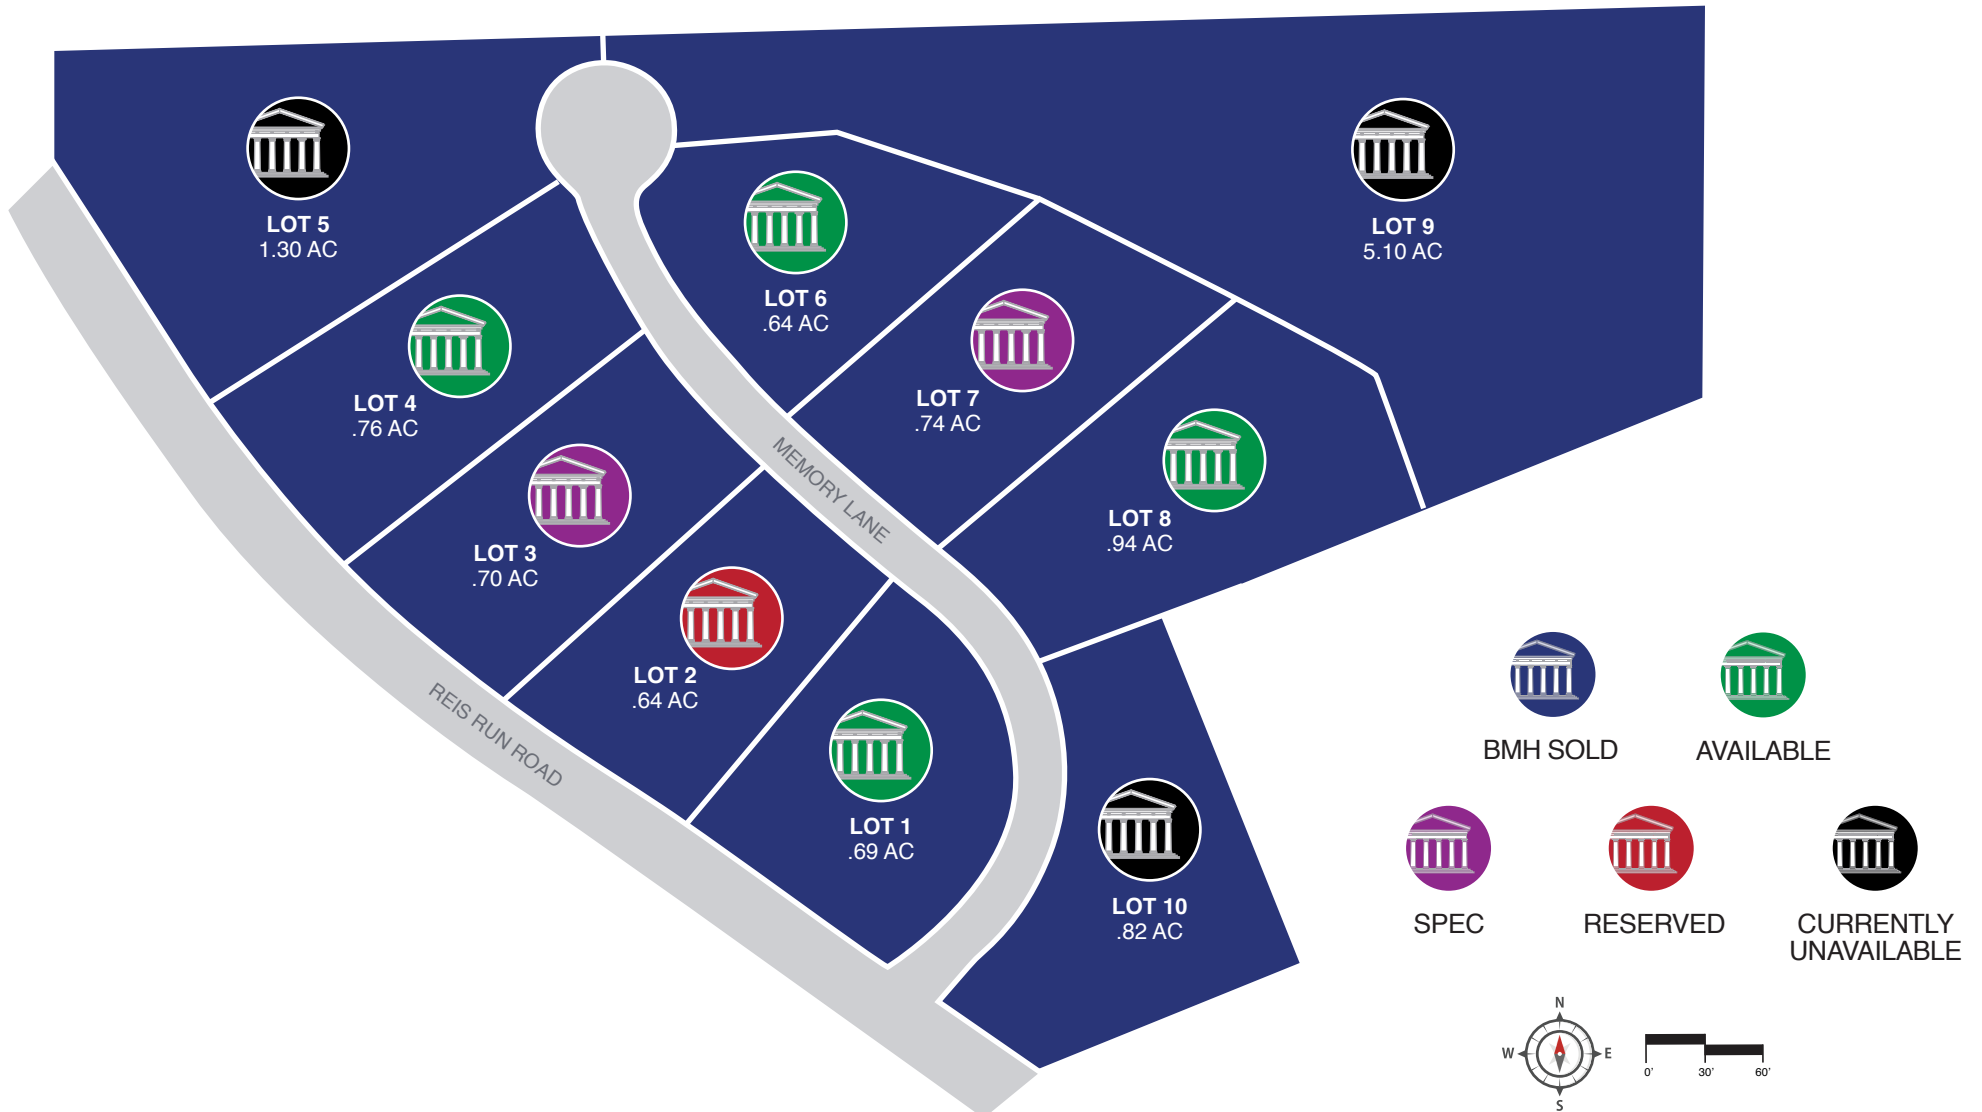 LOT 5
1.30 AC
LOT 9
5.10 AC
LOT 6
.64 AC
LOT 4
.76 AC
LOT 7
.74 AC
MEMORY LANE
LOT 3
.70 AC
LOT 8
.94 AC
LOT 2
.64 AC
REIS RUN ROAD
LOT 1
.69 AC
LOT 10
.82 AC
BMH SOLD
AVAILABLE
SPEC
RESERVED
CURRENTLY
UNAVAILABLE
N
W
E
S
0'
30'
60'